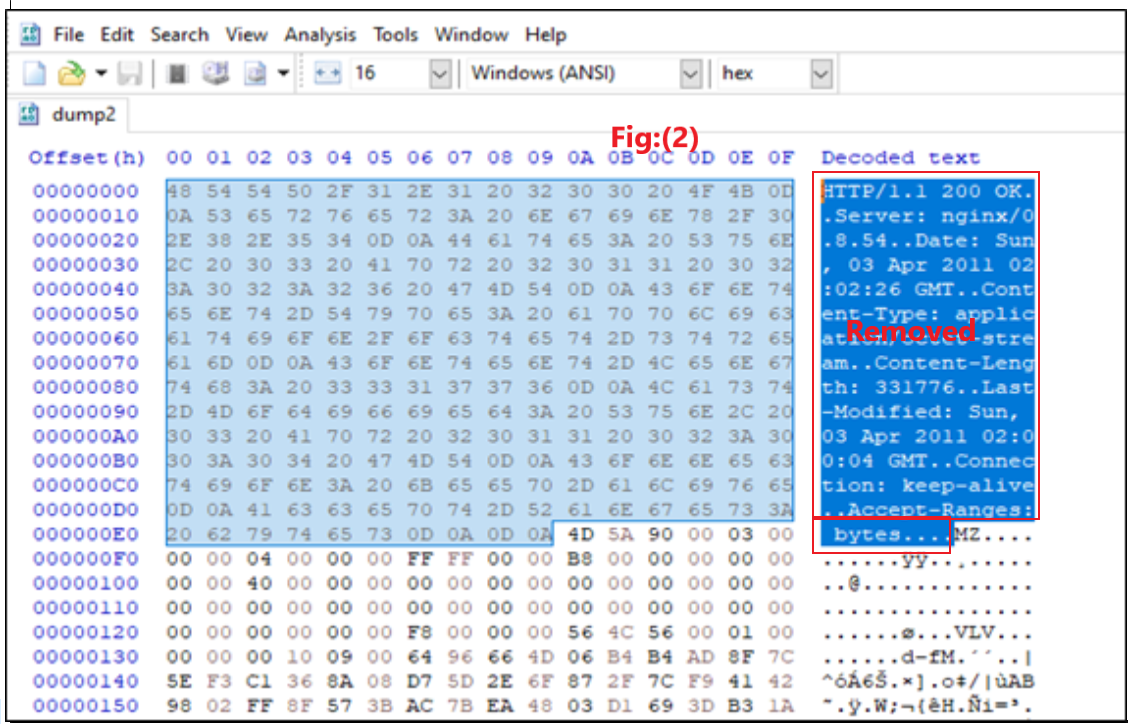 File Edit Search View Analysis Tools Window Help
16 Windows (ANSI) hex
dump2
Fig:(2)
Offset(h) 00 01 02 03 04 05 06 07 08 09 0A 0B 0C 0D 0E 0F Decoded text
00000000 48 54 54 50 2F 31 2E 31 20 32 30 30 20 4F 4B 0D HTTP/1.1 200 OK.
00000010 0A 53 65 72 76 65 72 3A 20 6E 67 69 6E 78 2F 30 .Server: nginx/0
00000020 2E 38 2E 35 34 0D 0A 44 61 74 65 3A 20 53 75 6E .8.54..Date: Sun
00000030 2C 20 30 33 20 41 70 72 20 32 30 31 31 20 30 32 , 03 Apr 2011 02
00000040 3A 30 32 3A 32 36 20 47 4D 54 0D 0A 43 6F 6E 74 :02:26 GMT..Cont
00000050 65 6E 74 2D 54 79 70 65 3A 20 61 70 70 6C 69 63 ent-Type: applic
00000060 61 74 69 6F 6E 2F 6F 63 74 65 74 2D 73 74 72 65 ation/octet-stre
Removed
00000070 61 6D 0D 0A 43 6F 6E 74 65 6E 74 2D 4C 65 6E 67 am..Content-Leng
00000080 74 68 3A 20 33 33 31 37 37 36 0D 0A 4C 61 73 74 th: 331776..Last
00000090 2D 4D 6F 64 69 66 69 65 64 3A 20 53 75 6E 2C 20 -Modified: Sun,
000000A0 30 33 20 41 70 72 20 32 30 31 31 20 30 32 3A 30 03 Apr 2011 02:0
000000B0 30 3A 30 34 20 47 4D 54 0D 0A 43 6F 6E 6E 65 63 0:04 GMT..Connec
000000C0 74 69 6F 6E 3A 20 6B 65 65 70 2D 61 6C 69 76 65 tion: keep-alive
000000D0 0D 0A 41 63 63 65 70 74 2D 52 61 6E 67 65 73 3A ..Accept-Ranges:
000000E0 20 62 79 74 65 73 0D 0A 0D 0A 4D 5A 90 00 03 00 bytes....MZ....
000000F0 00 00 04 00 00 00 FF FF 00 00 B8 00 00 00 00 00 ......ÿÿ..¸.....
00000100 00 00 40 00 00 00 00 00 00 00 00 00 00 00 00 00 ..@.............
00000110 00 00 00 00 00 00 00 00 00 00 00 00 00 00 00 00 ................
00000120 00 00 00 00 00 00 F8 00 00 00 56 4C 56 00 01 00 ......ø...VLV...
00000130 00 00 00 10 09 00 64 96 66 4D 06 B4 B4 AD 8F 7C ......d–fM.´´..|
00000140 5E F3 C1 36 8A 08 D7 5D 2E 6F 87 2F 7C F9 41 42 ^óÁ6Š.×].o‡/|ùAB
00000150 98 02 FF 8F 57 3B AC 7B EA 48 03 D1 69 3D B3 1A ˜.ÿ.W;¬{êH.Ñi=³.